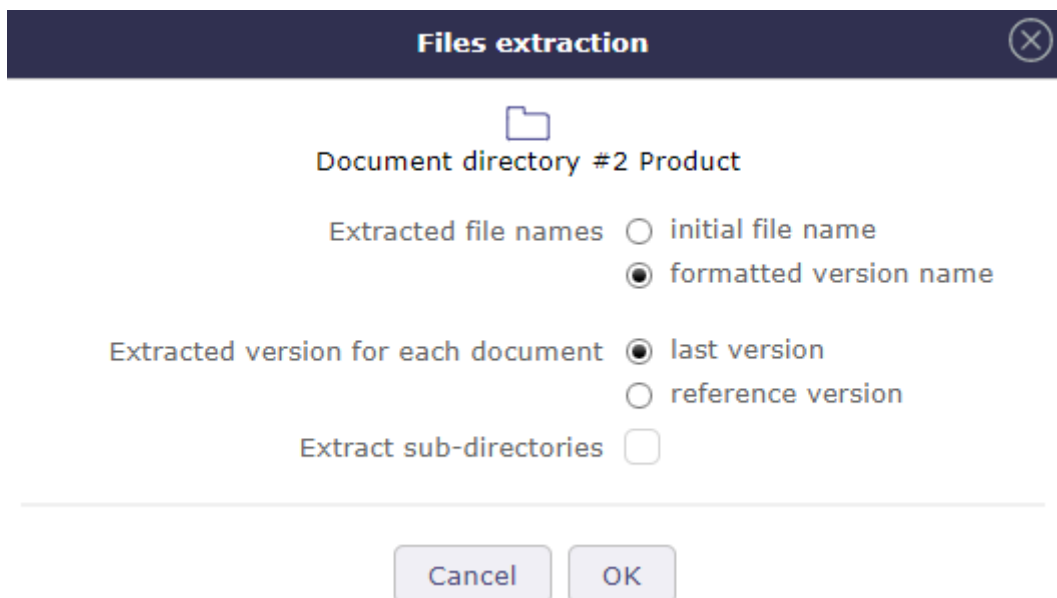 Files extraction
Document directory #2 Product
Extracted file names
initial file name
formatted version name
Extracted version for each document
last version
reference version
Extract sub-directories
Cancel
OK